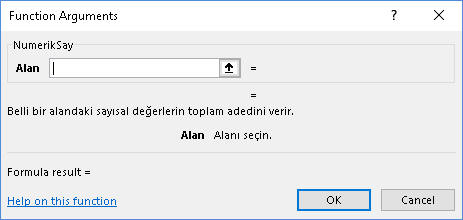 Function Arguments ? ×
NumerikSay
Alan =
=
Belli bir alandaki sayısal değerlerin toplam adedini verir.
Alan Alanı seçin.
Formula result =
Help on this function OK Cancel